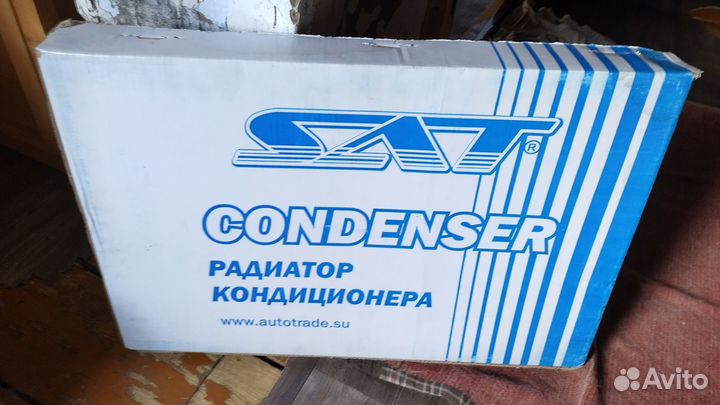 SAT®
CONDENSER
РАДИАТОР
КОНДИЦИОНЕРА
www.autotrade.su
Avito